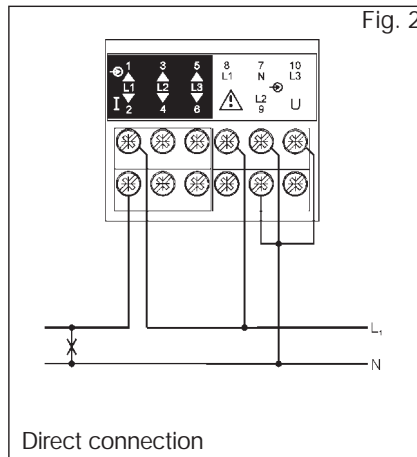 Fig. 2
1 3 5 8 7 10
L1 N L3
L1 L2 L3
I L2 U
2 4 6 9
L1
N
Direct connection